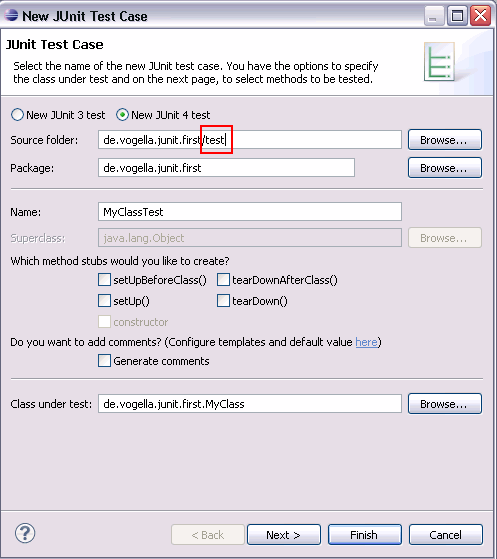 New JUnit Test Case
JUnit Test Case
Select the name of the new JUnit test case. You have the options to specify
the class under test and on the next page, to select methods to be tested.
New JUnit 3 test New JUnit 4 test
Source folder: de.vogella.junit.first/test Browse...
Package: de.vogella.junit.first Browse...
Name: MyClassTest
Superclass: java.lang.Object Browse...
Which method stubs would you like to create?
setUpBeforeClass() tearDownAfterClass()
setUp() tearDown()
constructor
Do you want to add comments? (Configure templates and default value here)
Generate comments
Class under test: de.vogella.junit.first.MyClass Browse...
? < Back Next > Finish Cancel